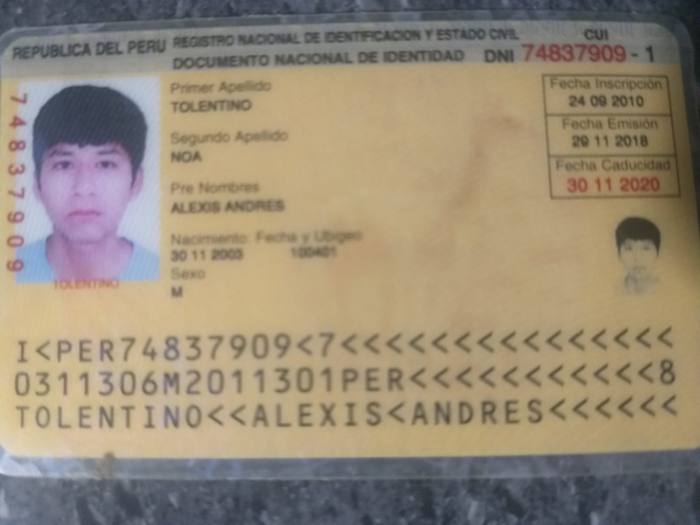 REPUBLICA DEL PERU REGISTRO NACIONAL DE IDENTIFICACION Y ESTADO CIVIL
DOCUMENTO NACIONAL DE IDENTIDAD
CUI
DNI 74837909 - 1
74837909
TOLENTINO
Primer Apellido
TOLENTINO
Segundo Apellido
NOA
Pre Nombres
ALEXIS ANDRES
Nacimiento: Fecha y Ubigeo
30 11 2003 100401
Sexo
M
Fecha Inscripción
24 09 2010
Fecha Emisión
29 11 2018
Fecha Caducidad
30 11 2020
I<PER74837909<7<<<<<<<<<<<<<<<
0311306M2011301PER<<<<<<<<<<<8
TOLENTINO<<ALEXIS<ANDRES<<<<<<